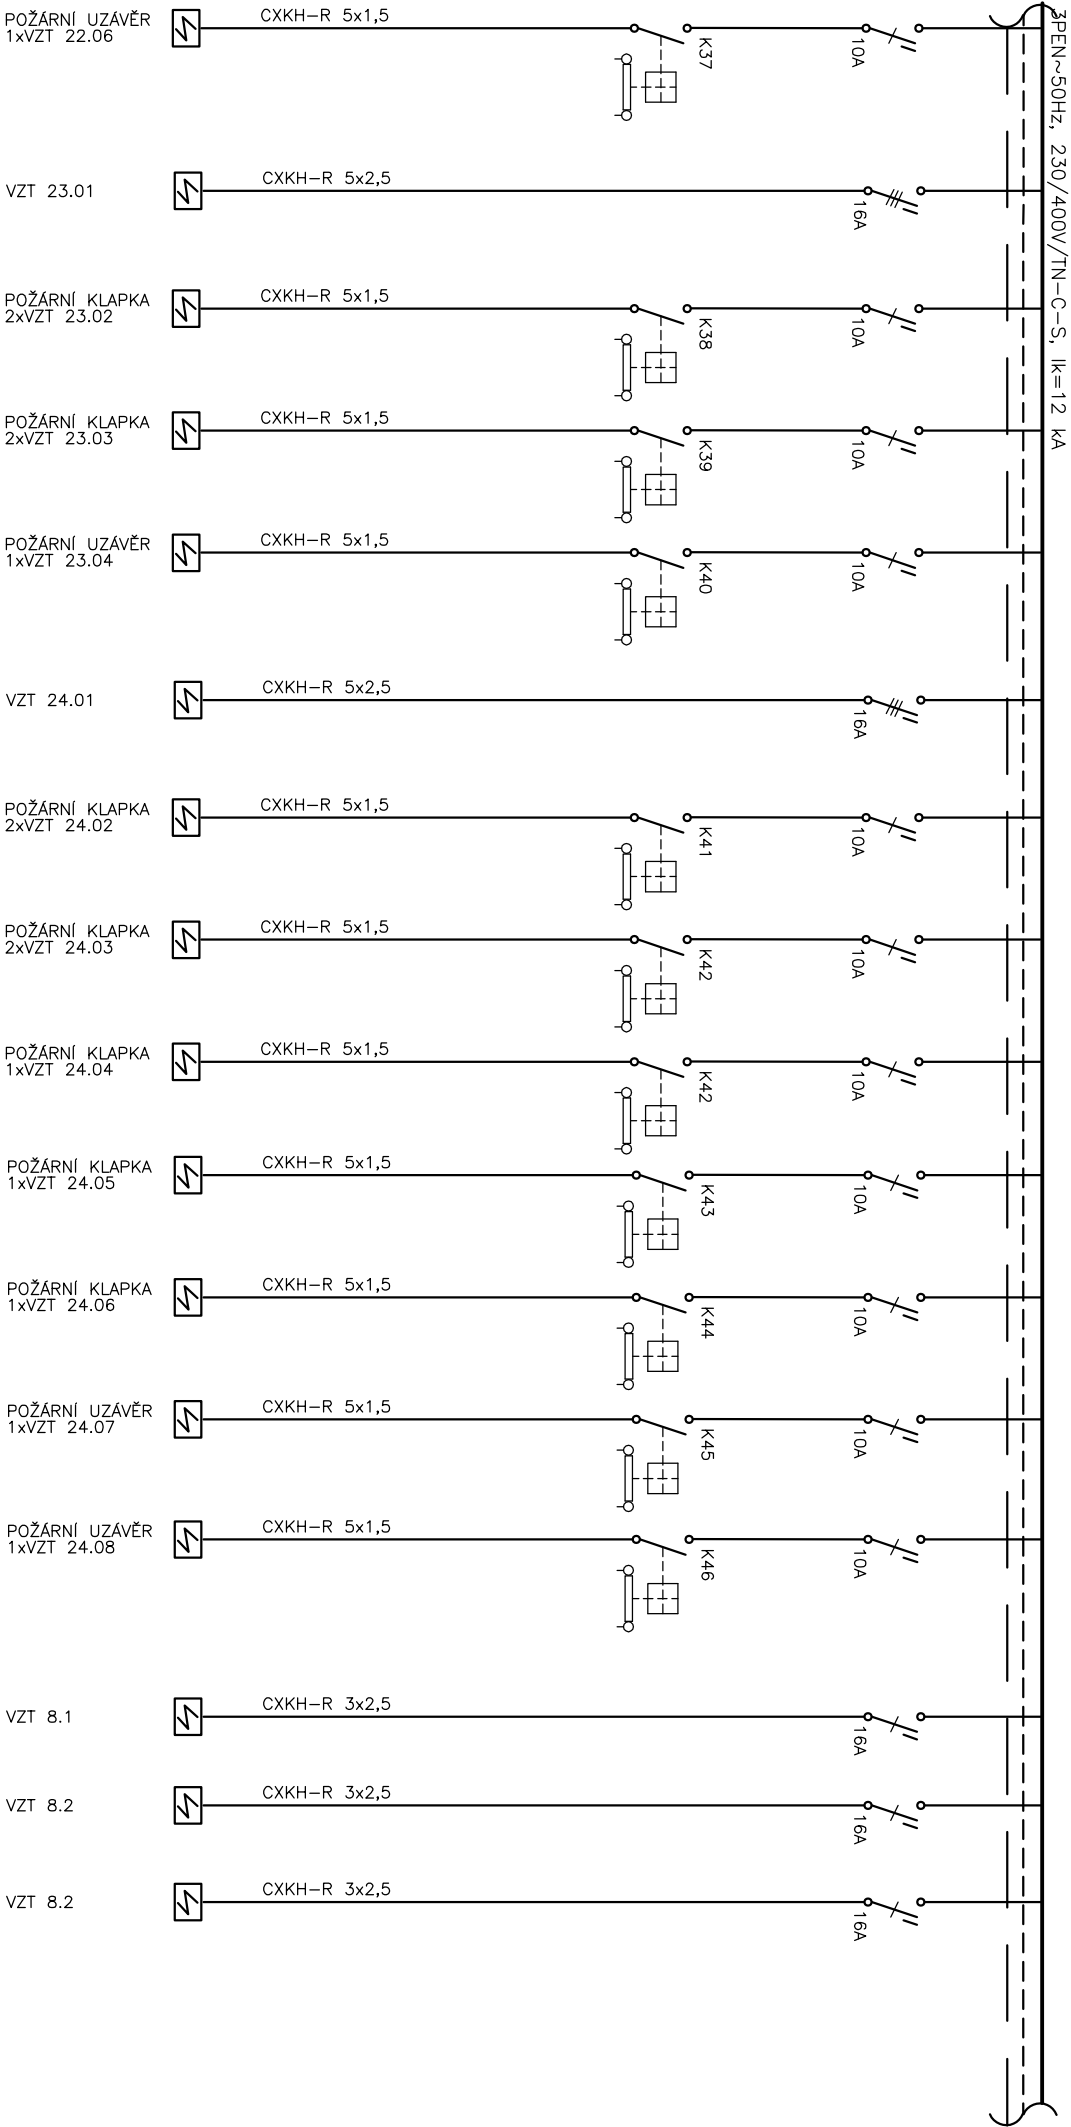 3PEN~50Hz, 230/400V/TN-C-S, Ik=12 kA
POŽÁRNÍ UZÁVĚR
1xVZT 22.06
CXKH-R 5x1,5
K37
10A
VZT 23.01
CXKH-R 5x2,5
16A
POŽÁRNÍ KLAPKA
2xVZT 23.02
CXKH-R 5x1,5
K38
10A
POŽÁRNÍ KLAPKA
2xVZT 23.03
CXKH-R 5x1,5
K39
10A
POŽÁRNÍ UZÁVĚR
1xVZT 23.04
CXKH-R 5x1,5
K40
10A
VZT 24.01
CXKH-R 5x2,5
16A
POŽÁRNÍ KLAPKA
2xVZT 24.02
CXKH-R 5x1,5
K41
10A
POŽÁRNÍ KLAPKA
2xVZT 24.03
CXKH-R 5x1,5
K42
10A
POŽÁRNÍ KLAPKA
1xVZT 24.04
CXKH-R 5x1,5
K42
10A
POŽÁRNÍ KLAPKA
1xVZT 24.05
CXKH-R 5x1,5
K43
10A
POŽÁRNÍ KLAPKA
1xVZT 24.06
CXKH-R 5x1,5
K44
10A
POŽÁRNÍ UZÁVĚR
1xVZT 24.07
CXKH-R 5x1,5
K45
10A
POŽÁRNÍ UZÁVĚR
1xVZT 24.08
CXKH-R 5x1,5
K46
10A
VZT 8.1
CXKH-R 3x2,5
16A
VZT 8.2
CXKH-R 3x2,5
16A
VZT 8.2
CXKH-R 3x2,5
16A